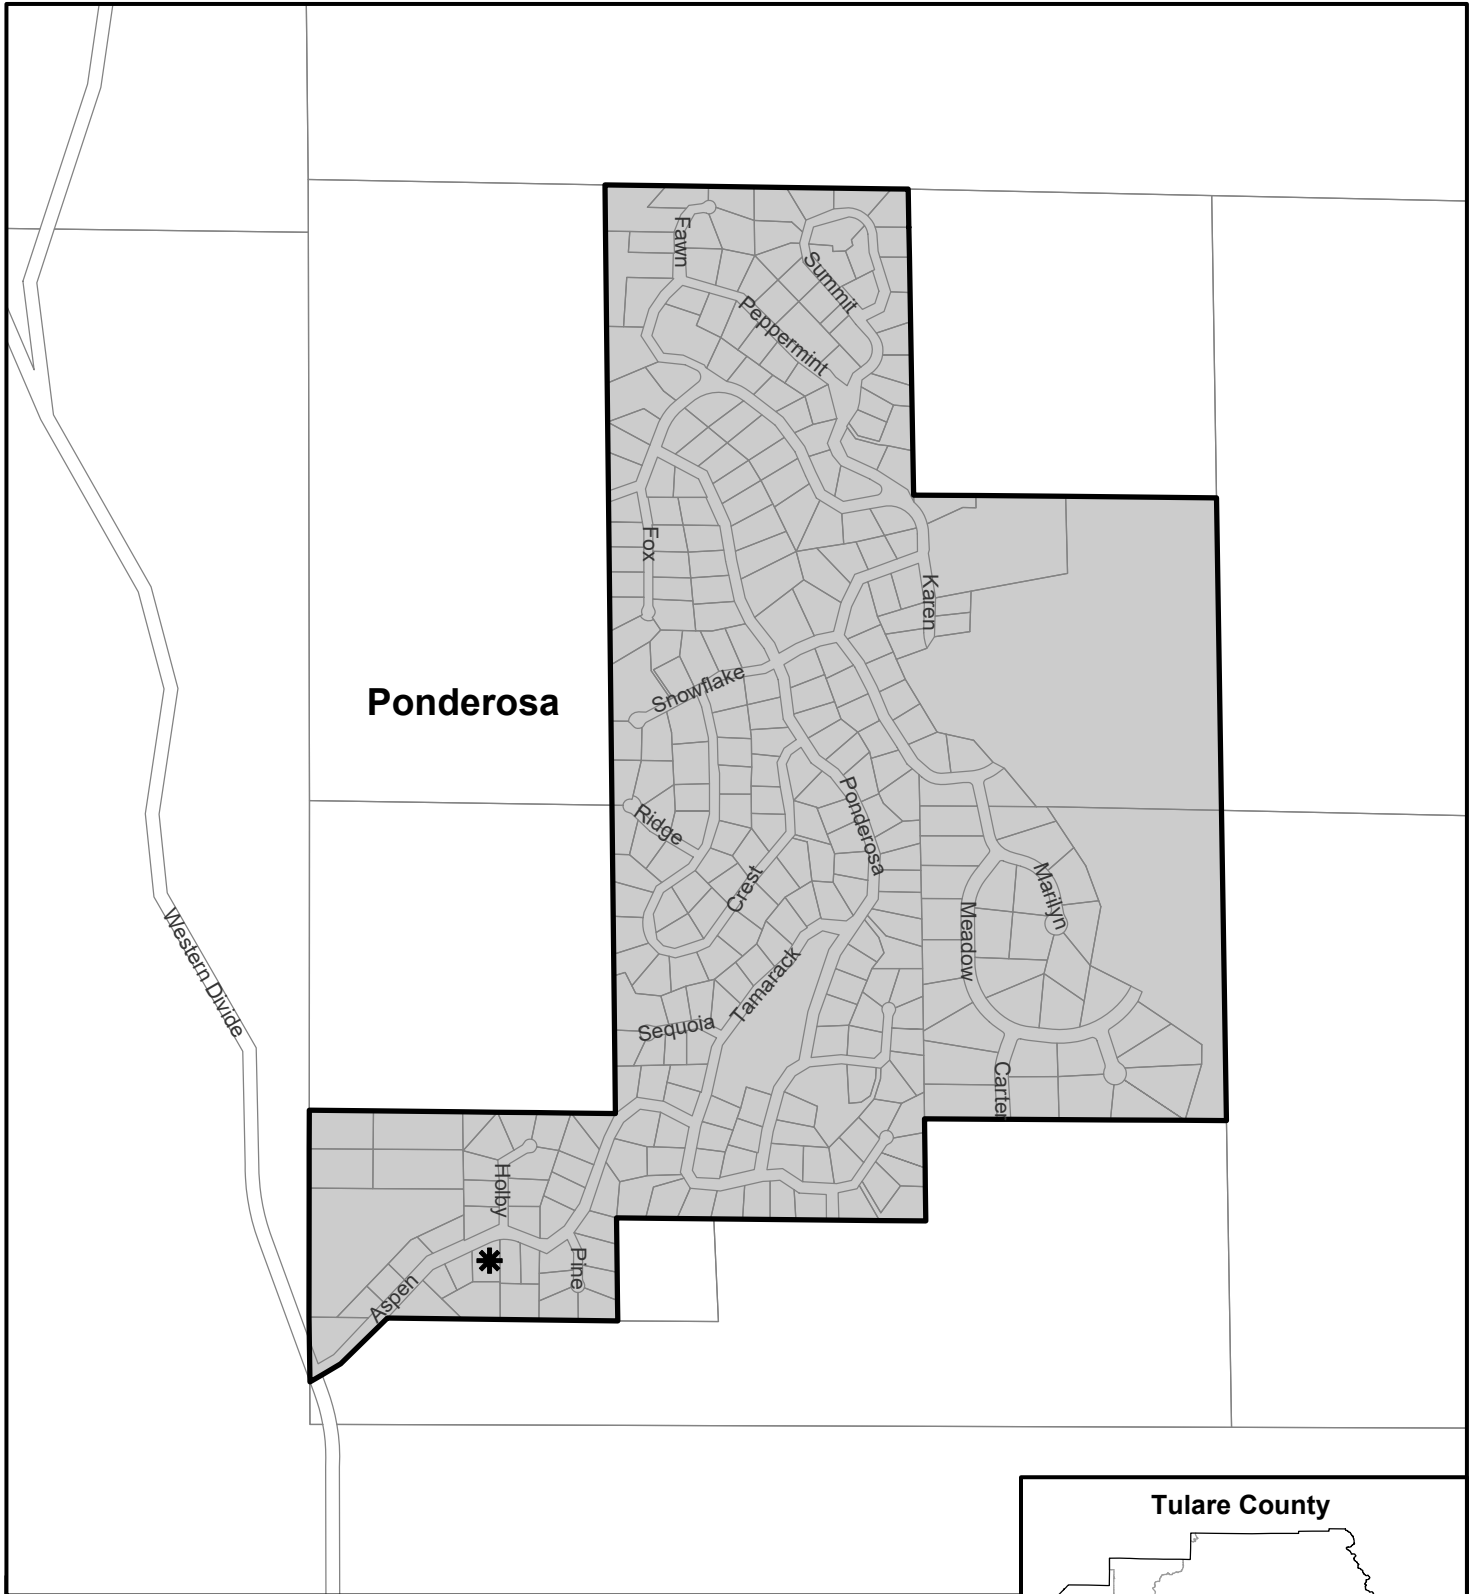 Fawn
Summit
Peppermint
Fox
Karen
Snowflake
Ponderosa
Ponderosa
Ridge
Crest
Marilyn
Meadow
Western Divide
Tamarack
Sequoia
Carter
Holby
Pine
Aspen
Tulare County